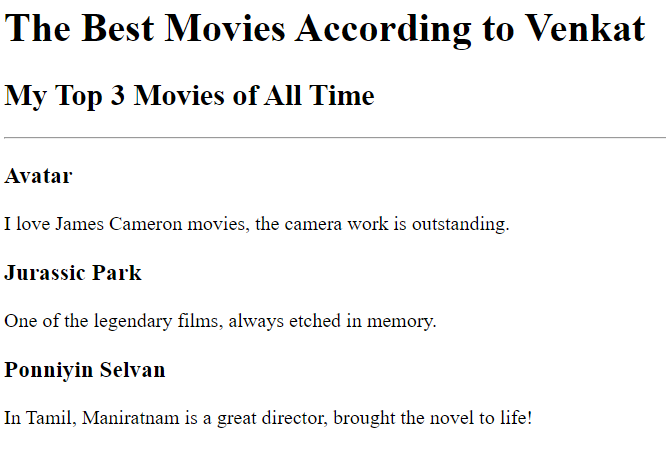 The Best Movies According to Venkat
My Top 3 Movies of All Time
Avatar
I love James Cameron movies, the camera work is outstanding.
Jurassic Park
One of the legendary films, always etched in memory.
Ponniyin Selvan
In Tamil, Maniratnam is a great director, brought the novel to life!